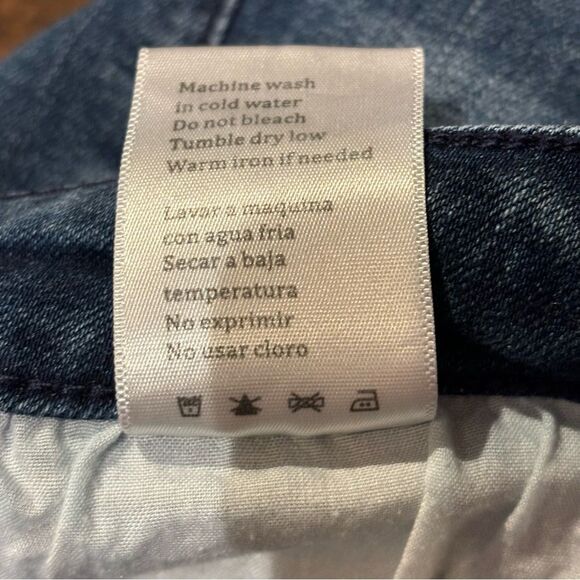 Machine wash
in cold water
Do not bleach
Tumble dry low
Warm iron if needed
Lavar a maquina
con agua fria
Secar a baja
temperatura
No exprimir
No usar cloro